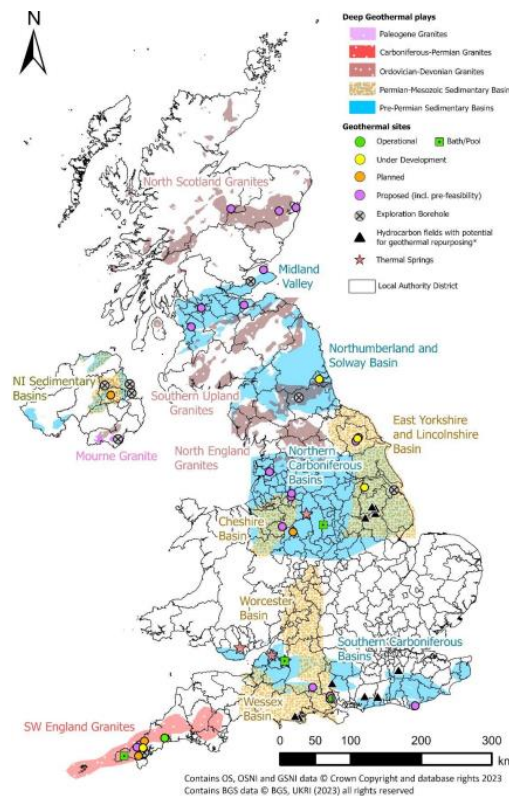 N
Deep Geothermal plays
Paleogene Granites
Carboniferous-Permian Granites
Ordovician-Devonian Granites
Permian-Mesozoic Sedimentary Basin
Pre-Permian Sedimentary Basins
Geothermal sites
Operational
Bath/Pool
Under Development
Planned
Proposed (incl. pre-feasibility)
Exploration Borehole
Hydrocarbon fields with potential
for geothermal repurposing*
Thermal Springs
Local Authority District
North Scotland Granites
Midland
Valley
Northumberland and
Solway Basin
NI Sedimentary
Basins
Southern Upland
Granites
East Yorkshire
and Lincolnshire
Basin
Mourne Granite
North England
Granites
Northern
Carboniferous
Basins
Cheshire
Basin
Worcester
Basin
Southern Carboniferous
Basins
Wessex
Basin
SW England Granites
0 50 100 200 300
km
Contains OS, OSNI and GSNI data © Crown Copyright and database rights 2023
Contains BGS data © BGS, UKRI (2023) all rights reserved